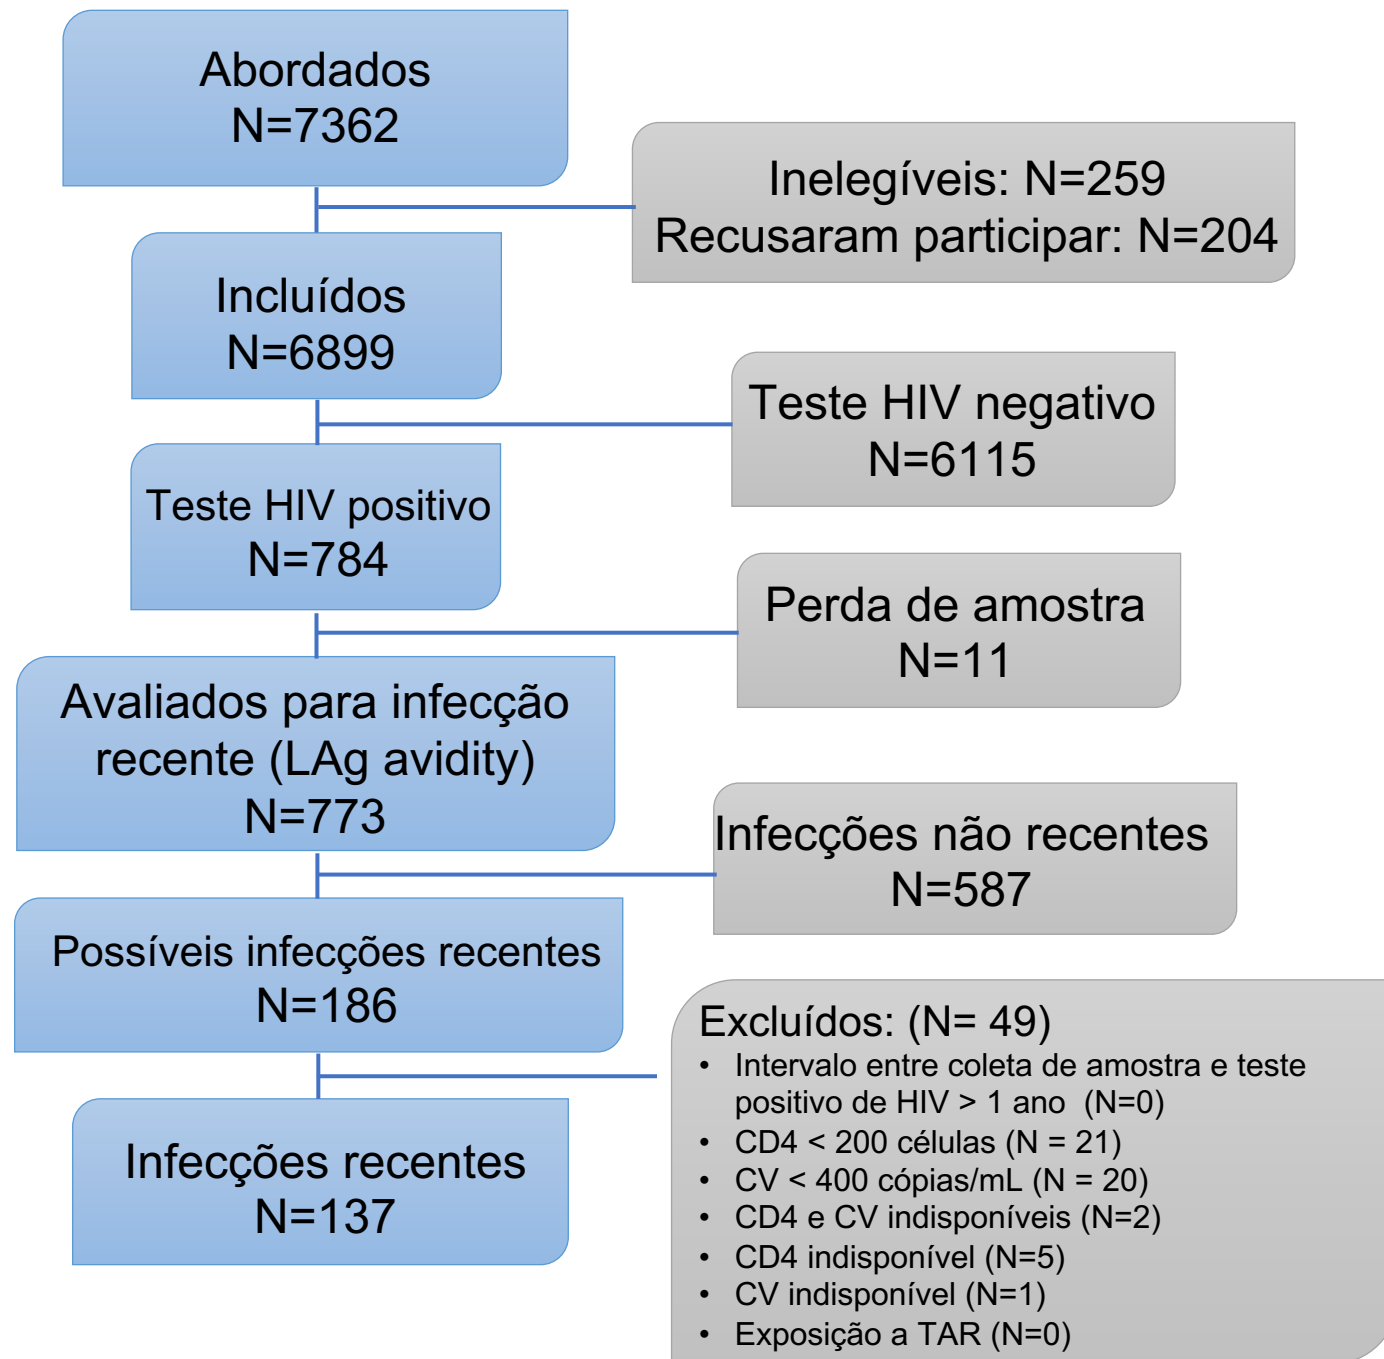 Abordados
N=7362
Inelegíveis: N=259
Recusaram participar: N=204
Incluídos
N=6899
Teste HIV negativo
N=6115
Teste HIV positivo
N=784
Perda de amostra
N=11
Avaliados para infecção
recente (LAg avidity)
N=773
Infecções não recentes
N=587
Possíveis infecções recentes
N=186
Excluídos: (N= 49)
• Intervalo entre coleta de amostra e teste
positivo de HIV > 1 ano (N=0)
• CD4 < 200 células (N = 21)
• CV < 400 cópias/mL (N = 20)
• CD4 e CV indisponíveis (N=2)
• CD4 indisponível (N=5)
• CV indisponível (N=1)
• Exposição a TAR (N=0)
Infecções recentes
N=137